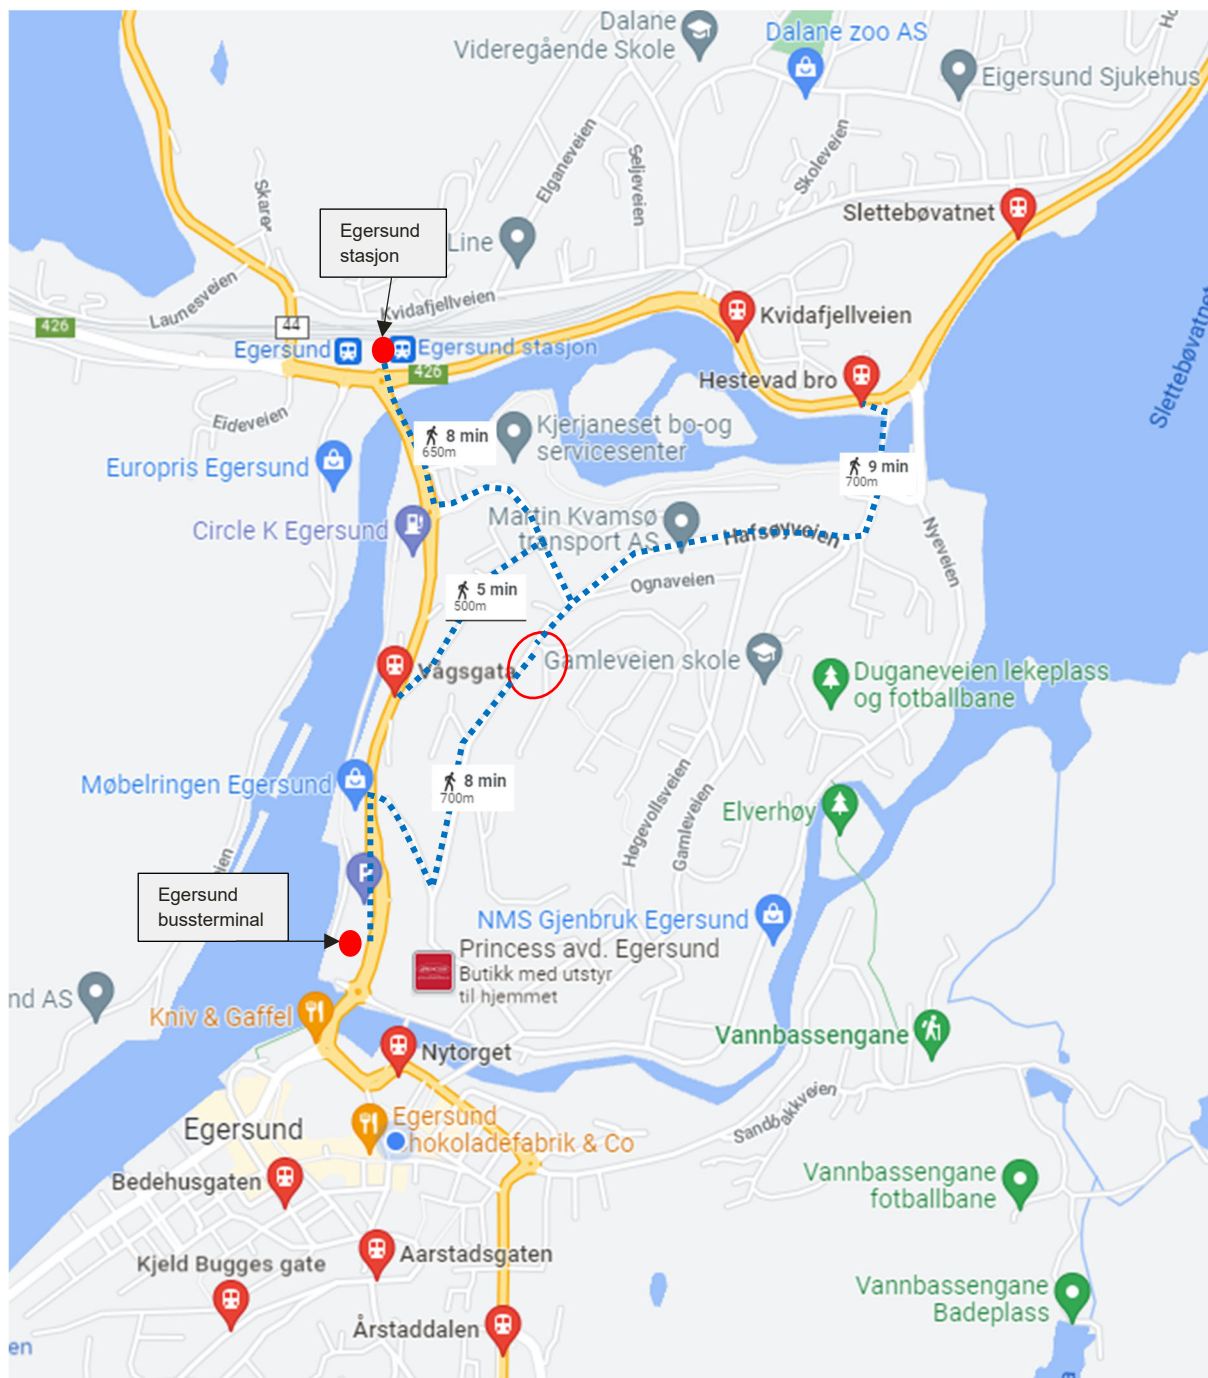 Dalane
Videregående Skole
Dalane zoo AS
Eigersund Sjukehus
Elganeveien
Seljeveien
Skoleveien
Slettebøvatnet
Egersund
stasjon
Line
Launesveien
Kvidafjellveien
426
44
Kvidafjellveien
Egersund
Egersund stasjon
426
Hestevad bro
Slettebøvatnet
Eideveien
8 min
650m
Kjerjaneset bo-og
servicesenter
9 min
700m
Europris Egersund
Circle K Egersund
Martin Kvamsø
transport AS
Hafsøyveien
Nyeveien
Ognaveien
5 min
500m
Vågsgata
Gamleveien skole
Duganeveien lekeplass
og fotballbane
Møbelringen Egersund
8 min
700m
Høgevollsveien
Gamleveien
Elverhøy
P
eien
Egersund
bussterminal
NMS Gjenbruk Egersund
Princess avd. Egersund
Butikk med utstyr
til hjemmet
nd AS
Kniv & Gaffel
Vannbassengane
Nytorget
Egersund
Egersund
hokoladefabrik & Co
Sandbakkveien
Bedehusgaten
Vannbassengane
fotballbane
Aarstadsgaten
Kjeld Bugges gate
Vannbassengane
Badeplass
Årstaddalen
en